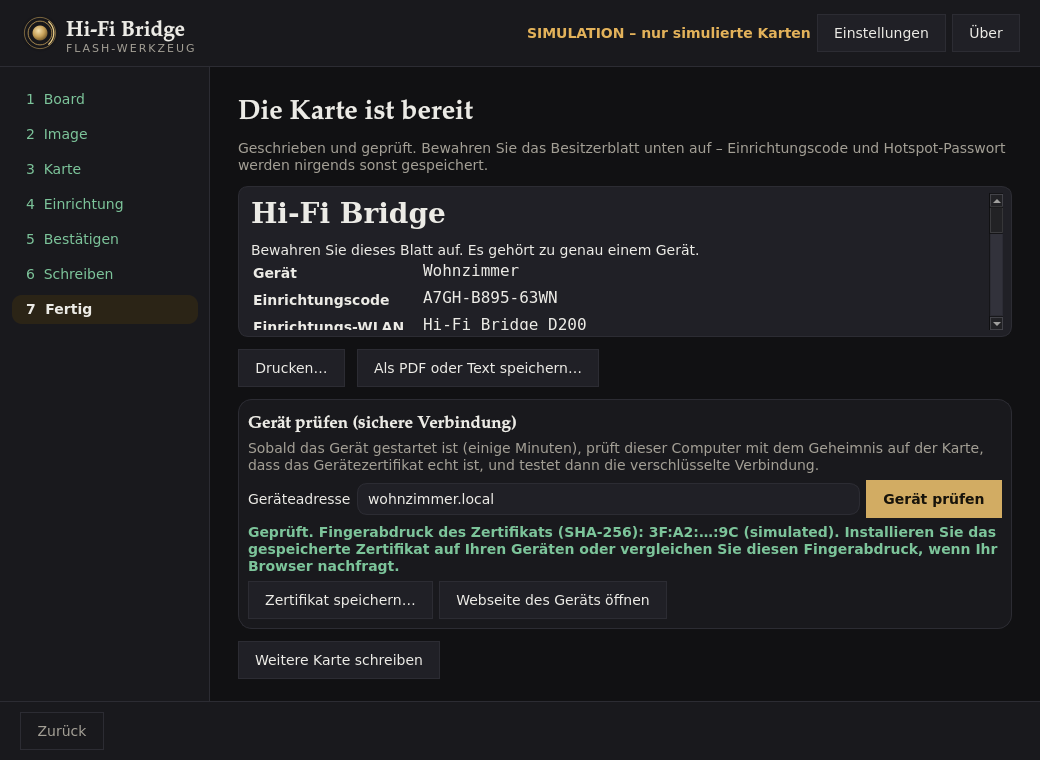 Hi-Fi Bridge
FLASH-WERKZEUG
SIMULATION – nur simulierte Karten
Einstellungen
Über
1 Board
2 Image
3 Karte
4 Einrichtung
5 Bestätigen
6 Schreiben
7 Fertig
Die Karte ist bereit
Geschrieben und geprüft. Bewahren Sie das Besitzerblatt unten auf – Einrichtungscode und Hotspot-Passwort
werden nirgends sonst gespeichert.
Hi-Fi Bridge
Bewahren Sie dieses Blatt auf. Es gehört zu genau einem Gerät.
Gerät Wohnzimmer
Einrichtungscode A7GH-B895-63WN
Einrichtungs-WLAN Hi-Fi Bridge D200
Drucken…
Als PDF oder Text speichern…
Gerät prüfen (sichere Verbindung)
Sobald das Gerät gestartet ist (einige Minuten), prüft dieser Computer mit dem Geheimnis auf der Karte,
dass das Gerätezertifikat echt ist, und testet dann die verschlüsselte Verbindung.
Geräteadresse wohnzimmer.local Gerät prüfen
Geprüft. Fingerabdruck des Zertifikats (SHA-256): 3F:A2:…:9C (simulated). Installieren Sie das
gespeicherte Zertifikat auf Ihren Geräten oder vergleichen Sie diesen Fingerabdruck, wenn Ihr
Browser nachfragt.
Zertifikat speichern…
Webseite des Geräts öffnen
Weitere Karte schreiben
Zurück